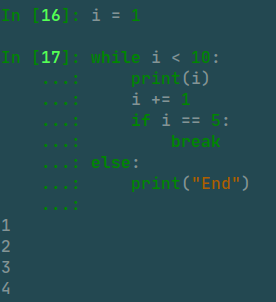 In [16]: i = 1
In [17]: while i < 10:
    ...:     print(i)
    ...:     i += 1
    ...:     if i == 5:
    ...:         break
    ...: else:
    ...:     print("End")
    ...:
1
2
3
4